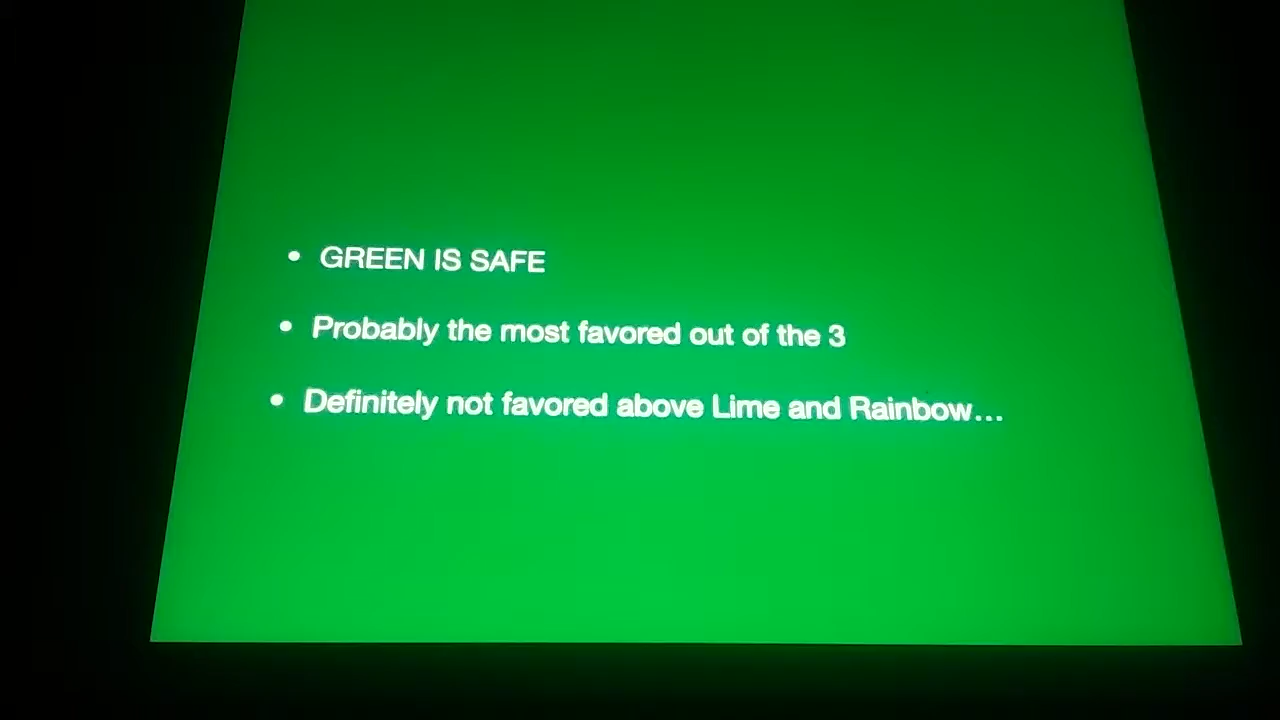 • GREEN IS SAFE
• Probably the most favored out of the 3
• Definitely not favored above Lime and Rainbow...